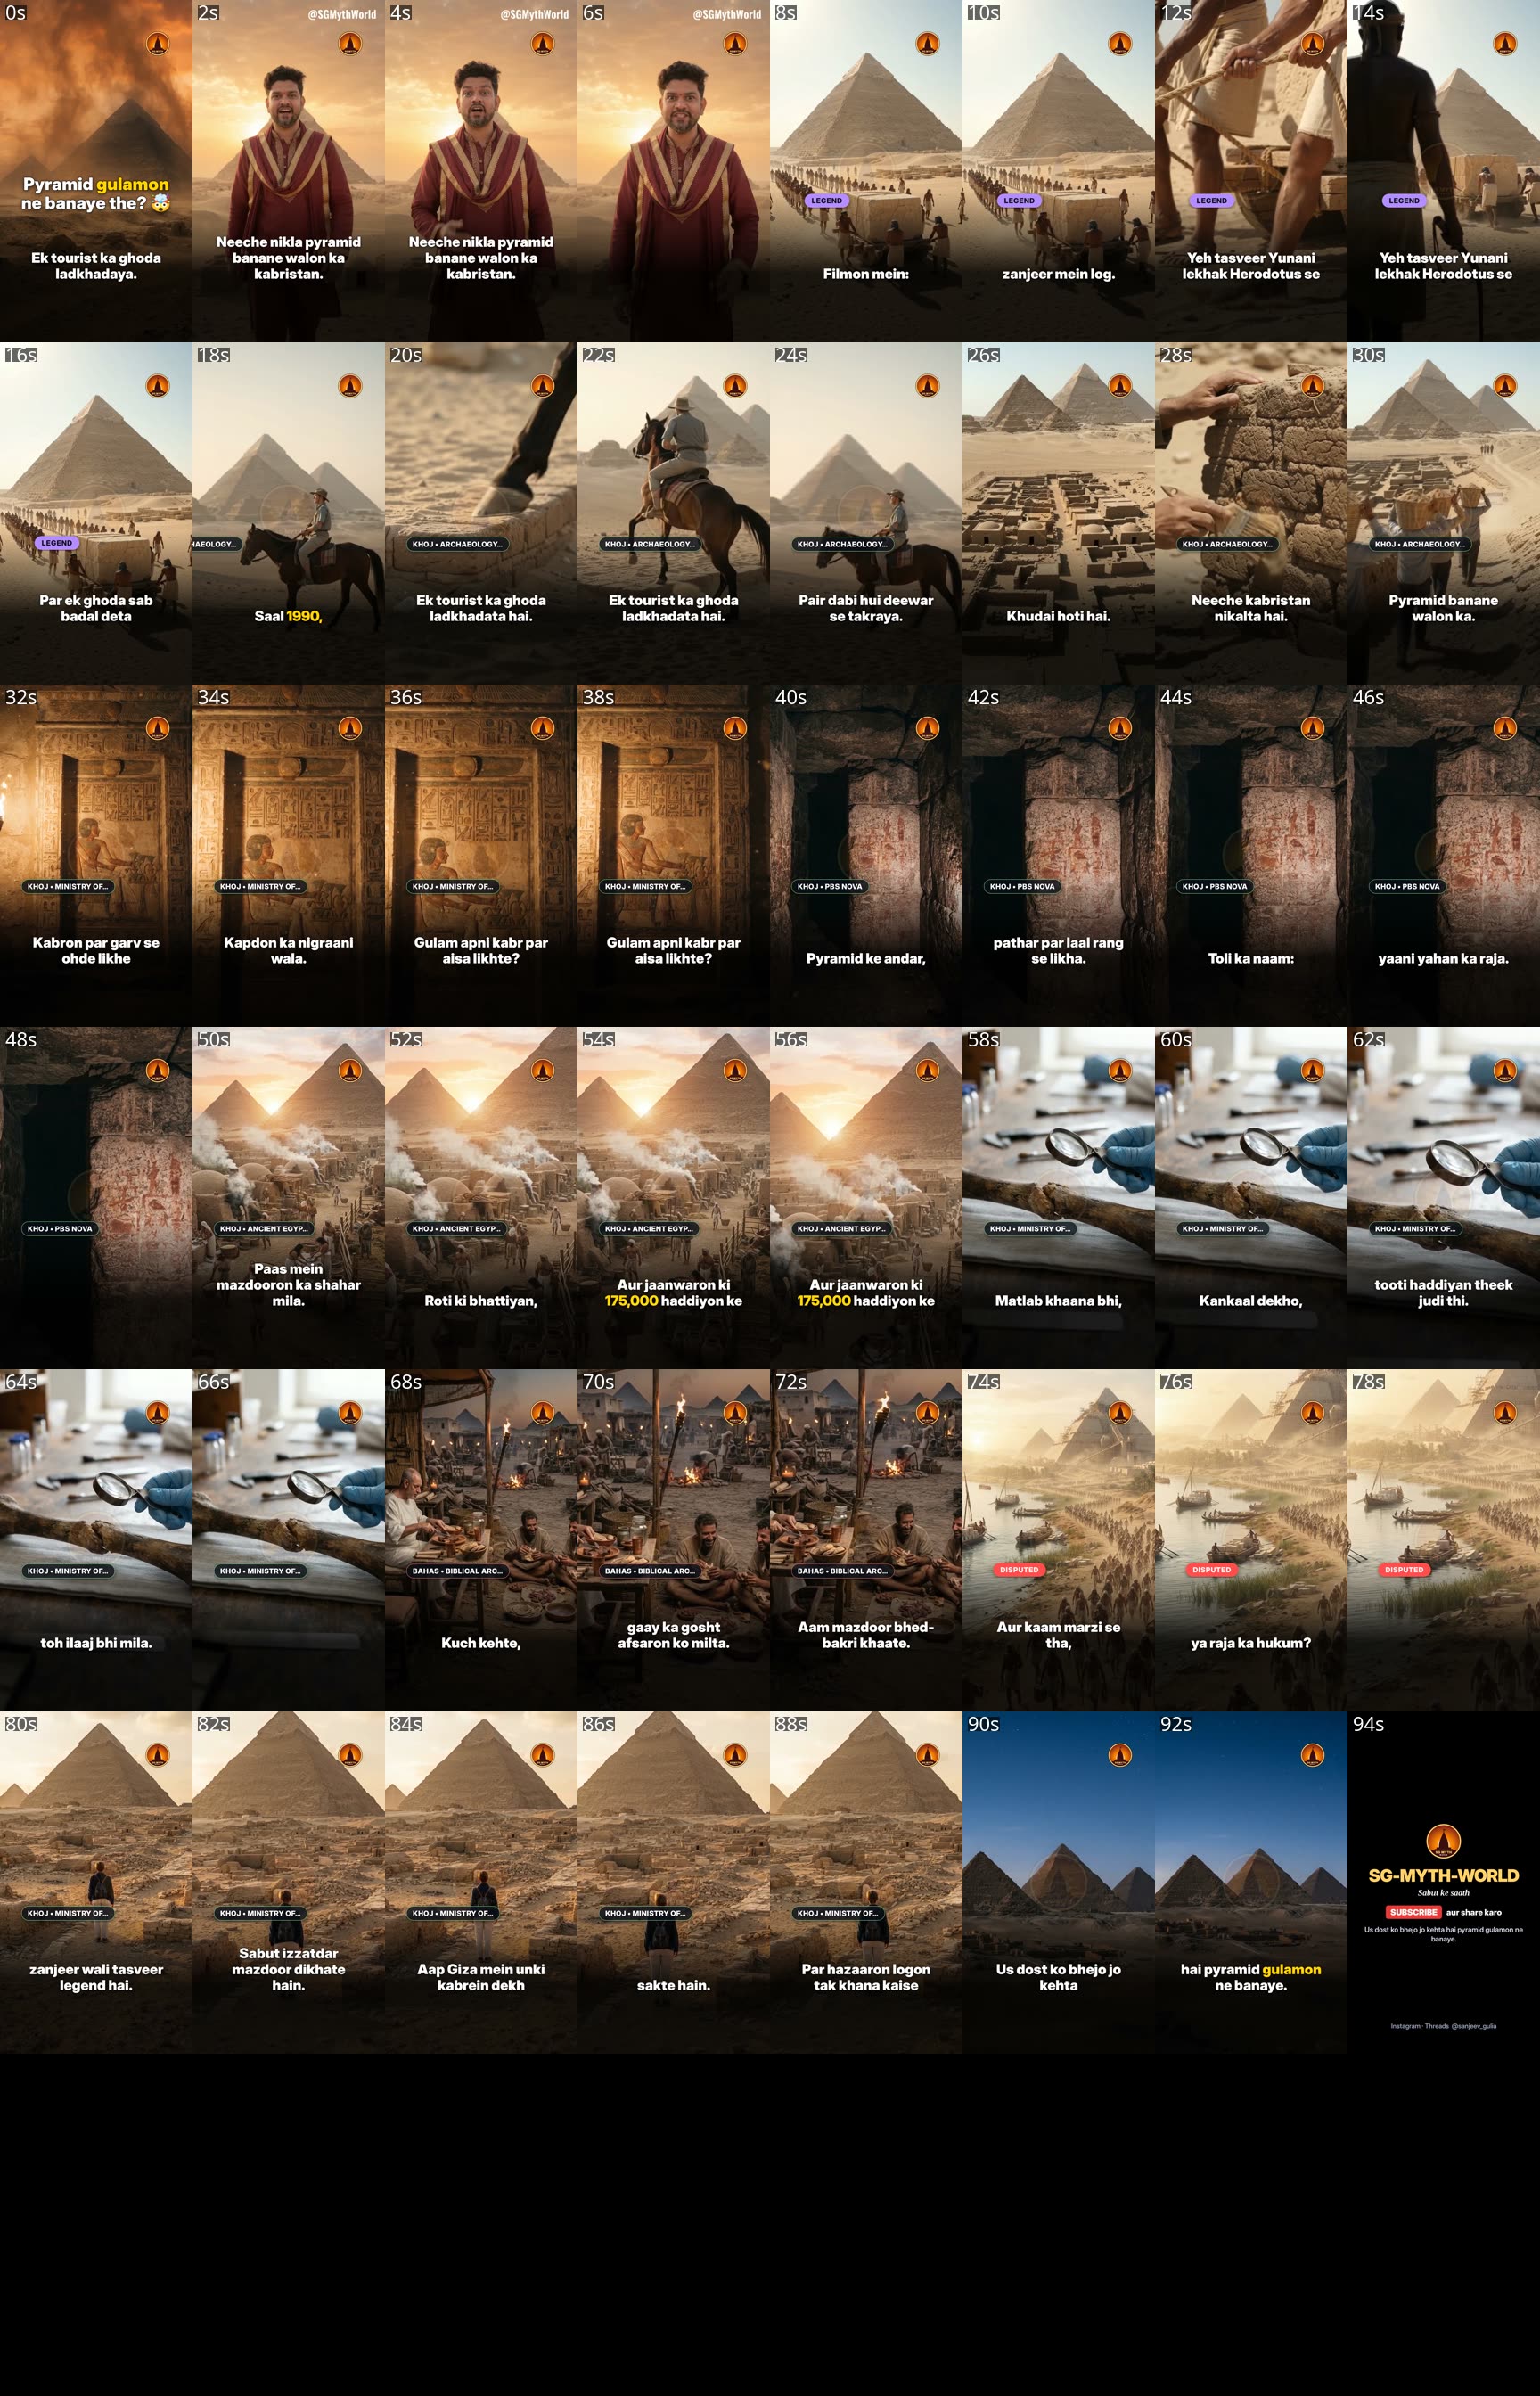 0s
Pyramid gulamon
ne banaye the?
Ek tourist ka ghoda
ladkhadaya.
2s
@SGMythWorld
Neeche nikla pyramid
banane walon ka
kabristan.
4s
@SGMythWorld
Neeche nikla pyramid
banane walon ka
kabristan.
6s
@SGMythWorld
8s
LEGEND
Filmon mein:
10s
LEGEND
zanjeer mein log.
12s
LEGEND
Yeh tasveer Yunani
lekhak Herodotus se
14s
LEGEND
Yeh tasveer Yunani
lekhak Herodotus se
16s
LEGEND
Par ek ghoda sab
badal deta
18s
HAEOLOGY...
Saal 1990,
20s
KHOJ • ARCHAEOLOGY...
Ek tourist ka ghoda
ladkhadata hai.
22s
KHOJ • ARCHAEOLOGY...
Ek tourist ka ghoda
ladkhadata hai.
24s
KHOJ • ARCHAEOLOGY...
Pair dabi hui deewar
se takraya.
26s
Khudai hoti hai.
28s
KHOJ • ARCHAEOLOGY...
Neeche kabristan
nikalta hai.
30s
KHOJ • ARCHAEOLOGY...
Pyramid banane
walon ka.
32s
KHOJ • MINISTRY OF...
Kabron par garv se
ohde likhe
34s
KHOJ • MINISTRY OF...
Kapdon ka nigraani
wala.
36s
KHOJ • MINISTRY OF...
Gulam apni kabr par
aisa likhte?
38s
KHOJ • MINISTRY OF...
Gulam apni kabr par
aisa likhte?
40s
KHOJ • PBS NOVA
Pyramid ke andar,
42s
KHOJ • PBS NOVA
pathar par laal rang
se likha.
44s
KHOJ • PBS NOVA
Toli ka naam:
46s
KHOJ • PBS NOVA
yaani yahan ka raja.
48s
KHOJ • PBS NOVA
50s
KHOJ • ANCIENT EGYP...
Paas mein
mazdooron ka shahar
mila.
52s
KHOJ • ANCIENT EGYP...
Roti ki bhattiyan,
54s
KHOJ • ANCIENT EGYP...
Aur jaanwaron ki
175,000 haddiyon ke
56s
KHOJ • ANCIENT EGYP...
Aur jaanwaron ki
175,000 haddiyon ke
58s
KHOJ • MINISTRY OF...
Matlab khaana bhi,
60s
KHOJ • MINISTRY OF...
Kankaal dekho,
62s
KHOJ • MINISTRY OF...
tooti haddiyan theek
judi thi.
64s
KHOJ • MINISTRY OF...
toh ilaaj bhi mila.
66s
KHOJ • MINISTRY OF...
68s
BAHAS • BIBLICAL ARC...
Kuch kehte,
70s
BAHAS • BIBLICAL ARC...
gaay ka gosht
afsaron ko milta.
72s
BAHAS • BIBLICAL ARC...
Aam mazdoor bhed-
bakri khaate.
74s
DISPUTED
Aur kaam marzi se
tha,
76s
DISPUTED
ya raja ka hukum?
78s
DISPUTED
80s
KHOJ • MINISTRY OF...
zanjeer wali tasveer
legend hai.
82s
KHOJ • MINISTRY OF...
Sabut izzatdar
mazdoor dikhate
hain.
84s
KHOJ • MINISTRY OF...
Aap Giza mein unki
kabrein dekh
86s
KHOJ • MINISTRY OF...
sakte hain.
88s
KHOJ • MINISTRY OF...
Par hazaaron logon
tak khana kaise
90s
Us dost ko bhejo jo
kehta
92s
hai pyramid gulamon
ne banaye.
94s
SG-MYTH-WORLD
Sabut ke saath
SUBSCRIBE aur share karo
Us dost ko bhejo jo kehta hai pyramid gulamon ne
banaye.
Instagram · Threads @sanjeev_gulia